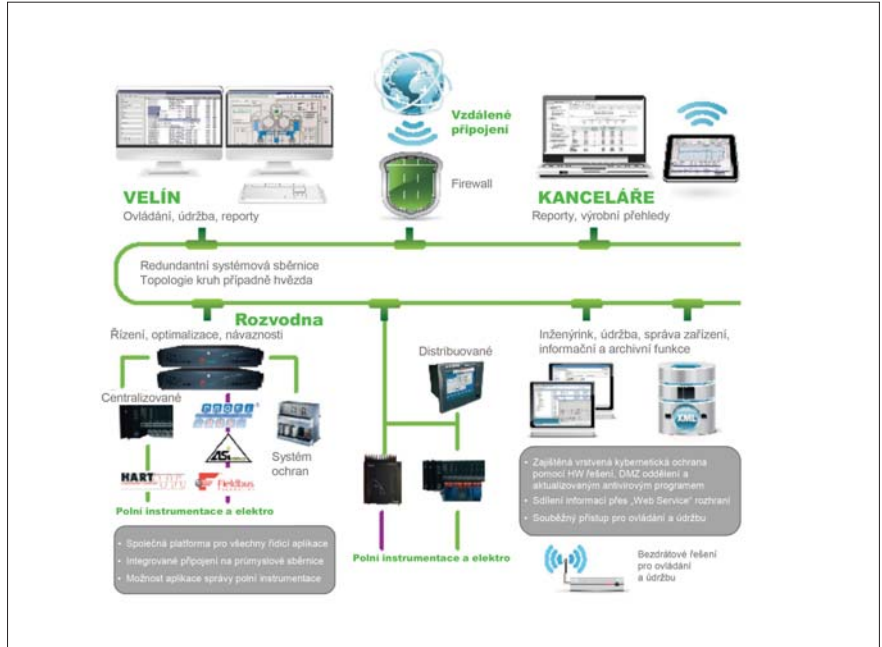 Vzdálené
připojení
VELÍN
Ovládání, údržba, reporty
Firewall
KANCELÁŘE
Reporty, výrobní přehledy
Redundantní systémová sběrnice
Topologie kruh případně hvězda
Rozvodna
Řízení, optimalizace, návaznosti
Centralizované
PROFI
BUS
AS
Systém
ochran
HART
Fieldbus
Polní instrumentace a elektro
• Společná platforma pro všechny řídicí aplikace
• Integrované připojení na průmyslové sběrnice
• Možnost aplikace správy polní instrumentace
Distribuované
Polní instrumentace a elektro
Inženýrink, údržba, správa zařízení,
informační a archivní funkce
XML
• Zajištěná vrstvená kybernetická ochrana
pomocí HW řešení, DMZ oddělení a
aktualizovaným antivirovým programem
• Sdílení informací přes „Web Service“ rozhraní
• Souběžný přístup pro ovládání a údržbu
Bezdrátové řešení
pro ovládání
a údržbu